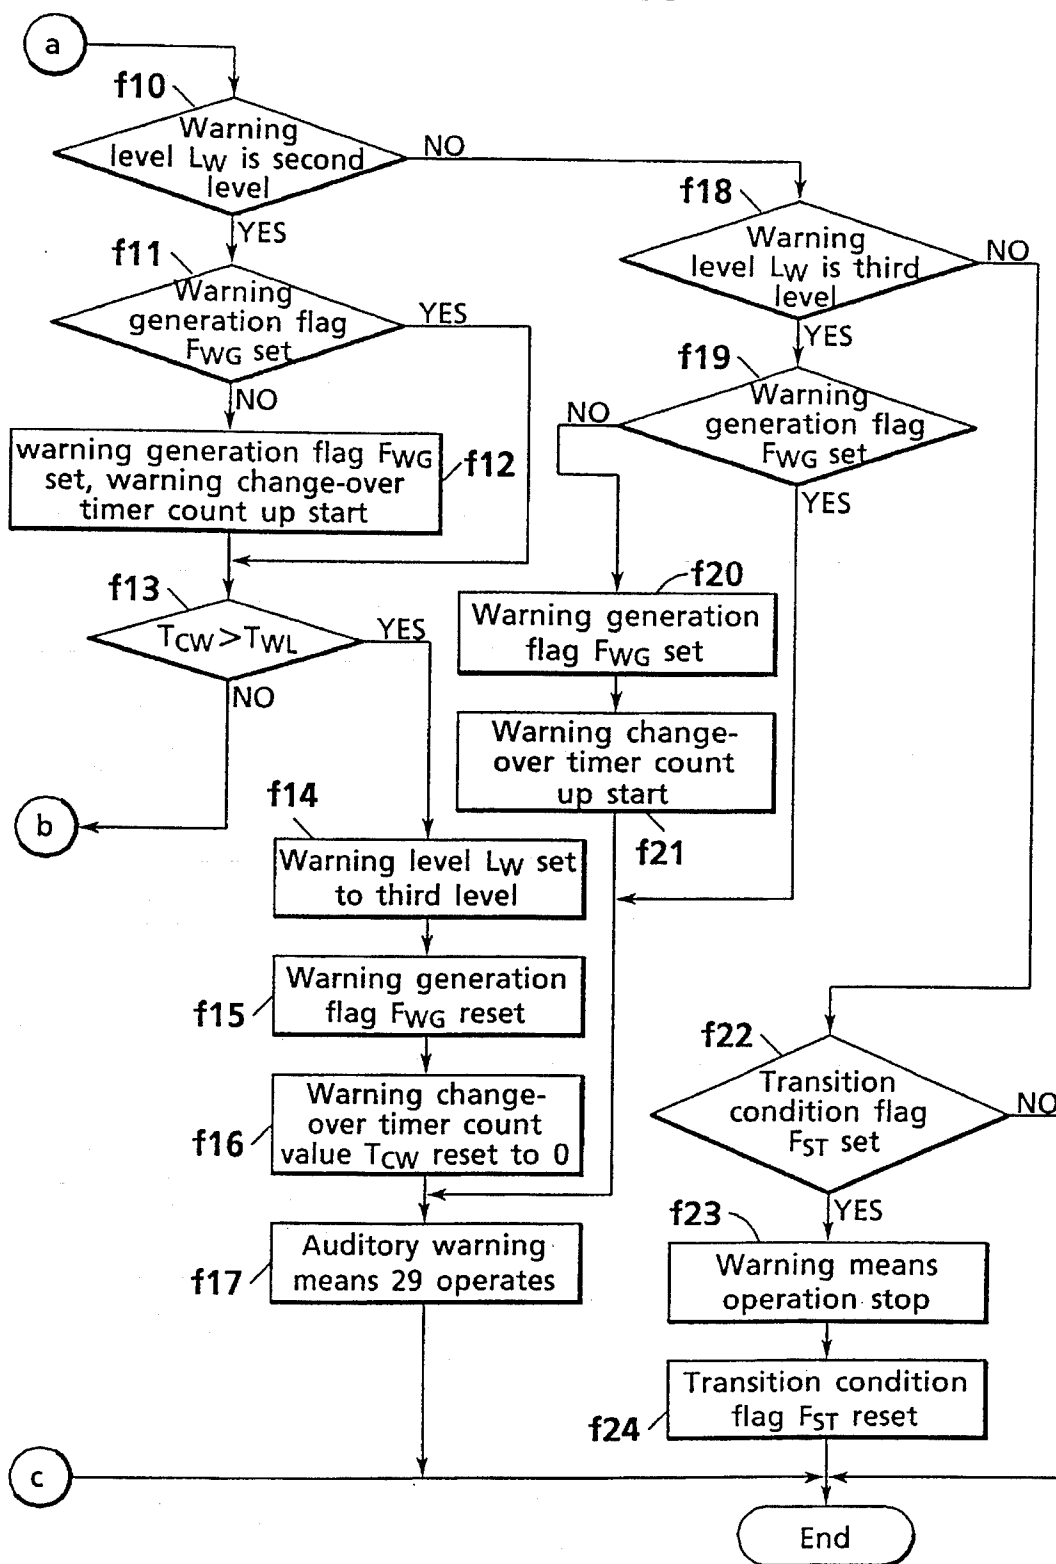 a
f10
Warning
level LW is second
level
NO
YES
f11
Warning
generation flag
FWG set
YES
NO
warning generation flag FWG
set, warning change-over
timer count up start
f12
f13
TCW>TWL
YES
NO
b
f14
Warning level LW set
to third level
f15
Warning generation
flag FWG reset
f16
Warning change-
over timer count
value TCW reset to 0
f17
Auditory warning
means 29 operates
f18
Warning
level LW is third
level
NO
YES
f19
Warning
generation flag
FWG set
NO
YES
f20
Warning generation
flag FWG set
Warning change-
over timer count
up start
f21
f22
Transition
condition flag
FST set
NO
YES
f23
Warning means
operation stop
Transition condition
flag FST reset
f24
c
End